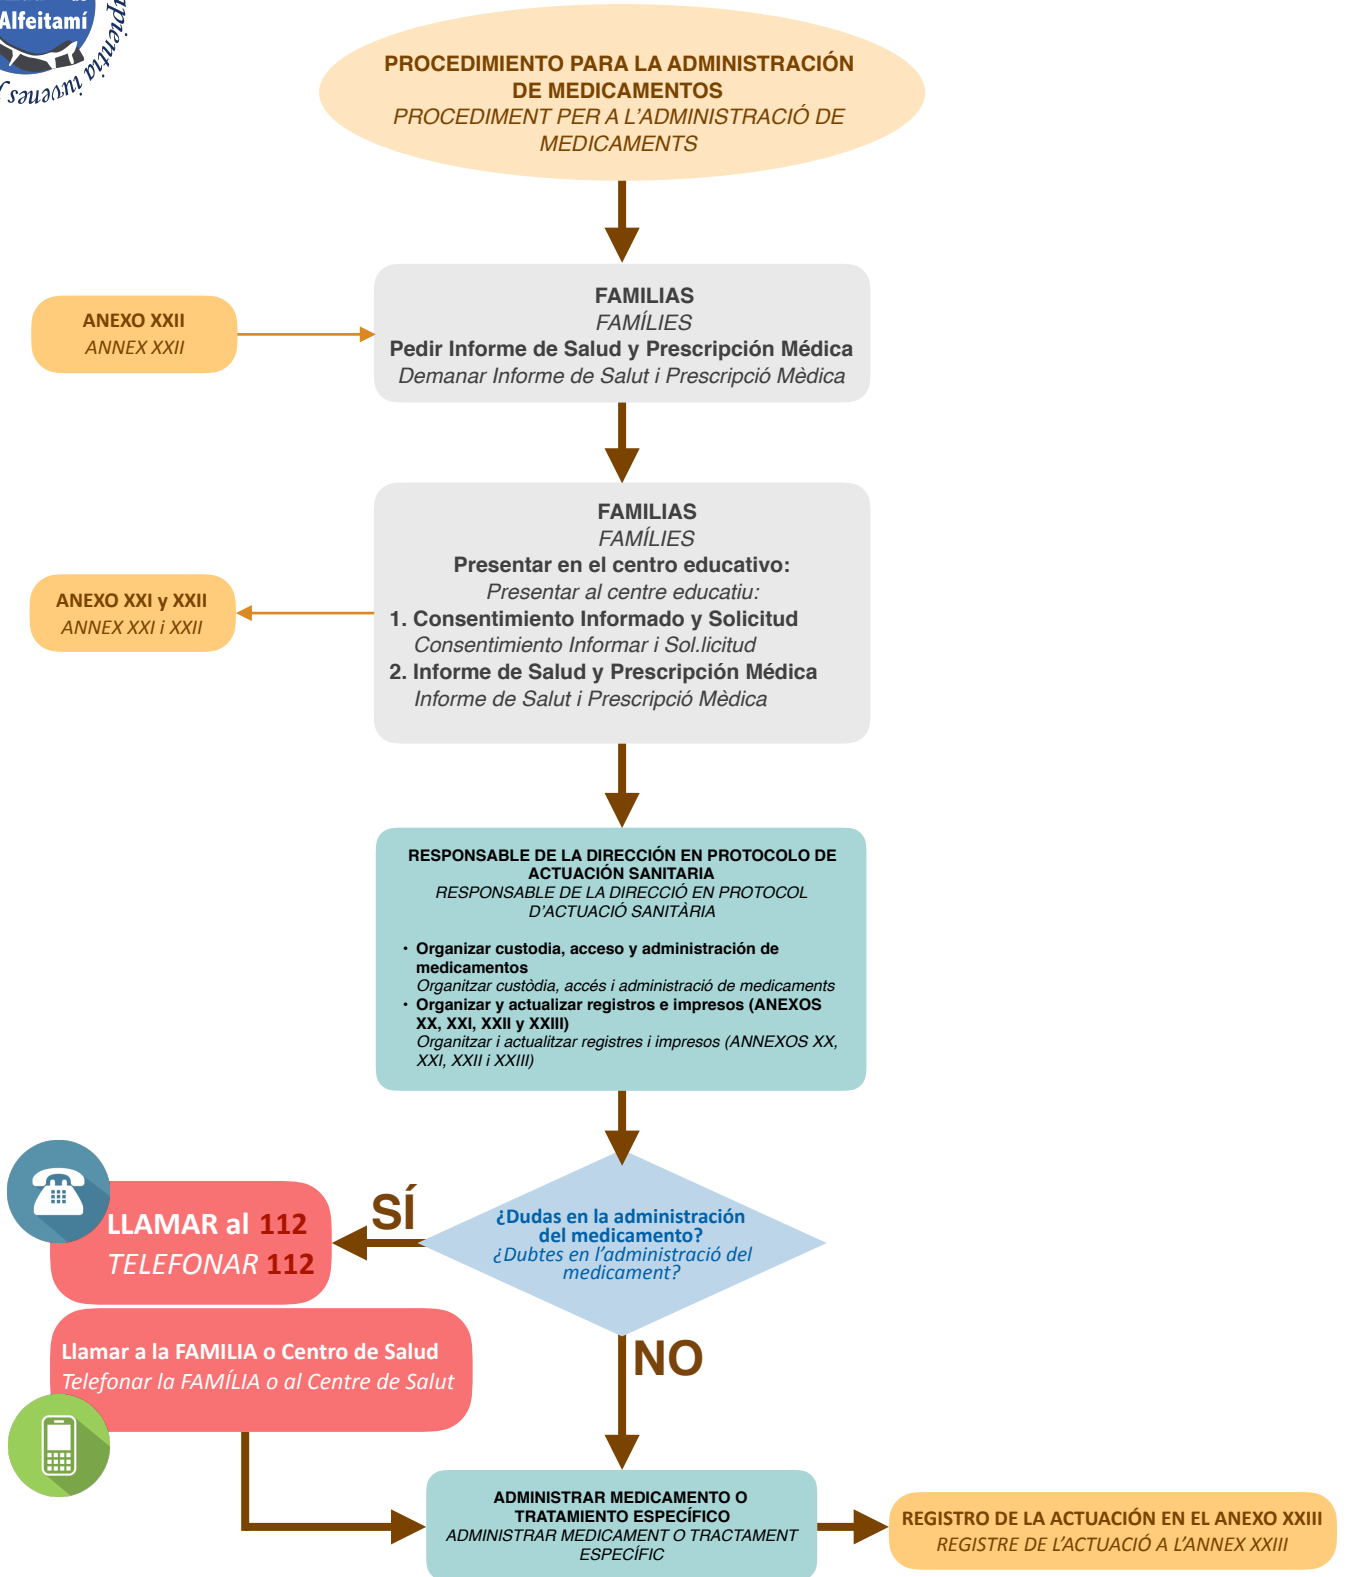 de
Alfeitamí
sapientia iuvenes
PROCEDIMIENTO PARA LA ADMINISTRACIÓN
DE MEDICAMENTOS
PROCEDIMENT PER A L'ADMINISTRACIÓ DE
MEDICAMENTS
FAMILIAS
FAMÍLIES
Pedir Informe de Salud y Prescripción Médica
Demanar Informe de Salut i Prescripció Mèdica
ANEXO XXII
ANNEX XXII
FAMILIAS
FAMÍLIES
Presentar en el centro educativo:
Presentar al centre educatiu:
1. Consentimiento Informado y Solicitud
Consentimiento Informar i Sol.licitud
2. Informe de Salud y Prescripción Médica
Informe de Salut i Prescripció Mèdica
ANEXO XXI y XXII
ANNEX XXI i XXII
RESPONSABLE DE LA DIRECCIÓN EN PROTOCOLO DE
ACTUACIÓN SANITARIA
RESPONSABLE DE LA DIRECCIÓ EN PROTOCOL
D'ACTUACIÓ SANITÀRIA
• Organizar custodia, acceso y administración de
medicamentos
Organitzar custòdia, accés i administració de medicaments
• Organizar y actualizar registros e impresos (ANEXOS
XX, XXI, XXII y XXIII)
Organitzar i actualitzar registres i impresos (ANNEXOS XX,
XXI, XXII i XXIII)
¿Dudas en la administración
del medicamento?
¿Dubtes en l'administració del
medicament?
SÍ
LLAMAR al 112
TELEFONAR 112
Llamar a la FAMILIA o Centro de Salud
Telefonar la FAMÍLIA o al Centre de Salut
NO
ADMINISTRAR MEDICAMENTO O
TRATAMIENTO ESPECÍFICO
ADMINISTRAR MEDICAMENT O TRACTAMENT
ESPECÍFIC
REGISTRO DE LA ACTUACIÓN EN EL ANEXO XXIII
REGISTRE DE L'ACTUACIÓ A L'ANNEX XXIII